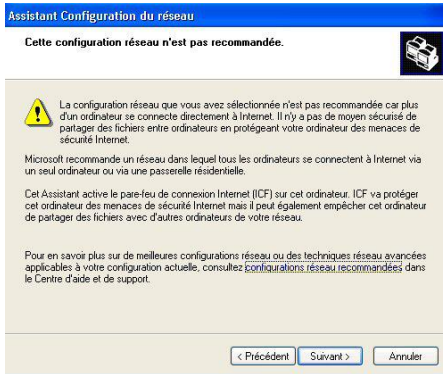 Assistant Configuration du réseau
Cette configuration réseau n'est pas recommandée.
La configuration réseau que vous avez sélectionnée n'est pas recommandée car plus
d'un ordinateur se connecte directement à Internet. Il n'y a pas de moyen sécurisé de
partager des fichiers entre ordinateurs en protégeant votre ordinateur des menaces de
sécurité Internet.
Microsoft recommande un réseau dans lequel tous les ordinateurs se connectent à Internet via
un seul ordinateur ou via une passerelle résidentielle.
Cet Assistant active le pare-feu de connexion Internet (ICF) sur cet ordinateur. ICF va protéger
cet ordinateur des menaces de sécurité Internet mais il peut également empêcher cet ordinateur
de partager des fichiers avec d'autres ordinateurs de votre réseau.
Pour en savoir plus sur de meilleures configurations réseau ou des techniques réseau avancées
applicables à votre configuration actuelle, consultez configurations réseau recommandées dans
le Centre d'aide et de support.
< Précédent Suivant > Annuler